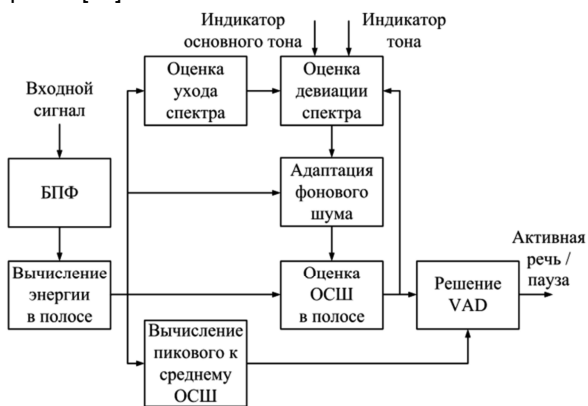 Индикатор
основного тона
Индикатор
тона
Входной
сигнал
Оценка
ухода
спектра
Оценка
девиации
спектра
БПФ
Адаптация
фонового
шума
Вычисление
энергии
в полосе
Оценка
ОСШ
в полосе
Решение
VAD
Активная
речь /
пауза
Вычисление
пикового к
среднему
ОСШ